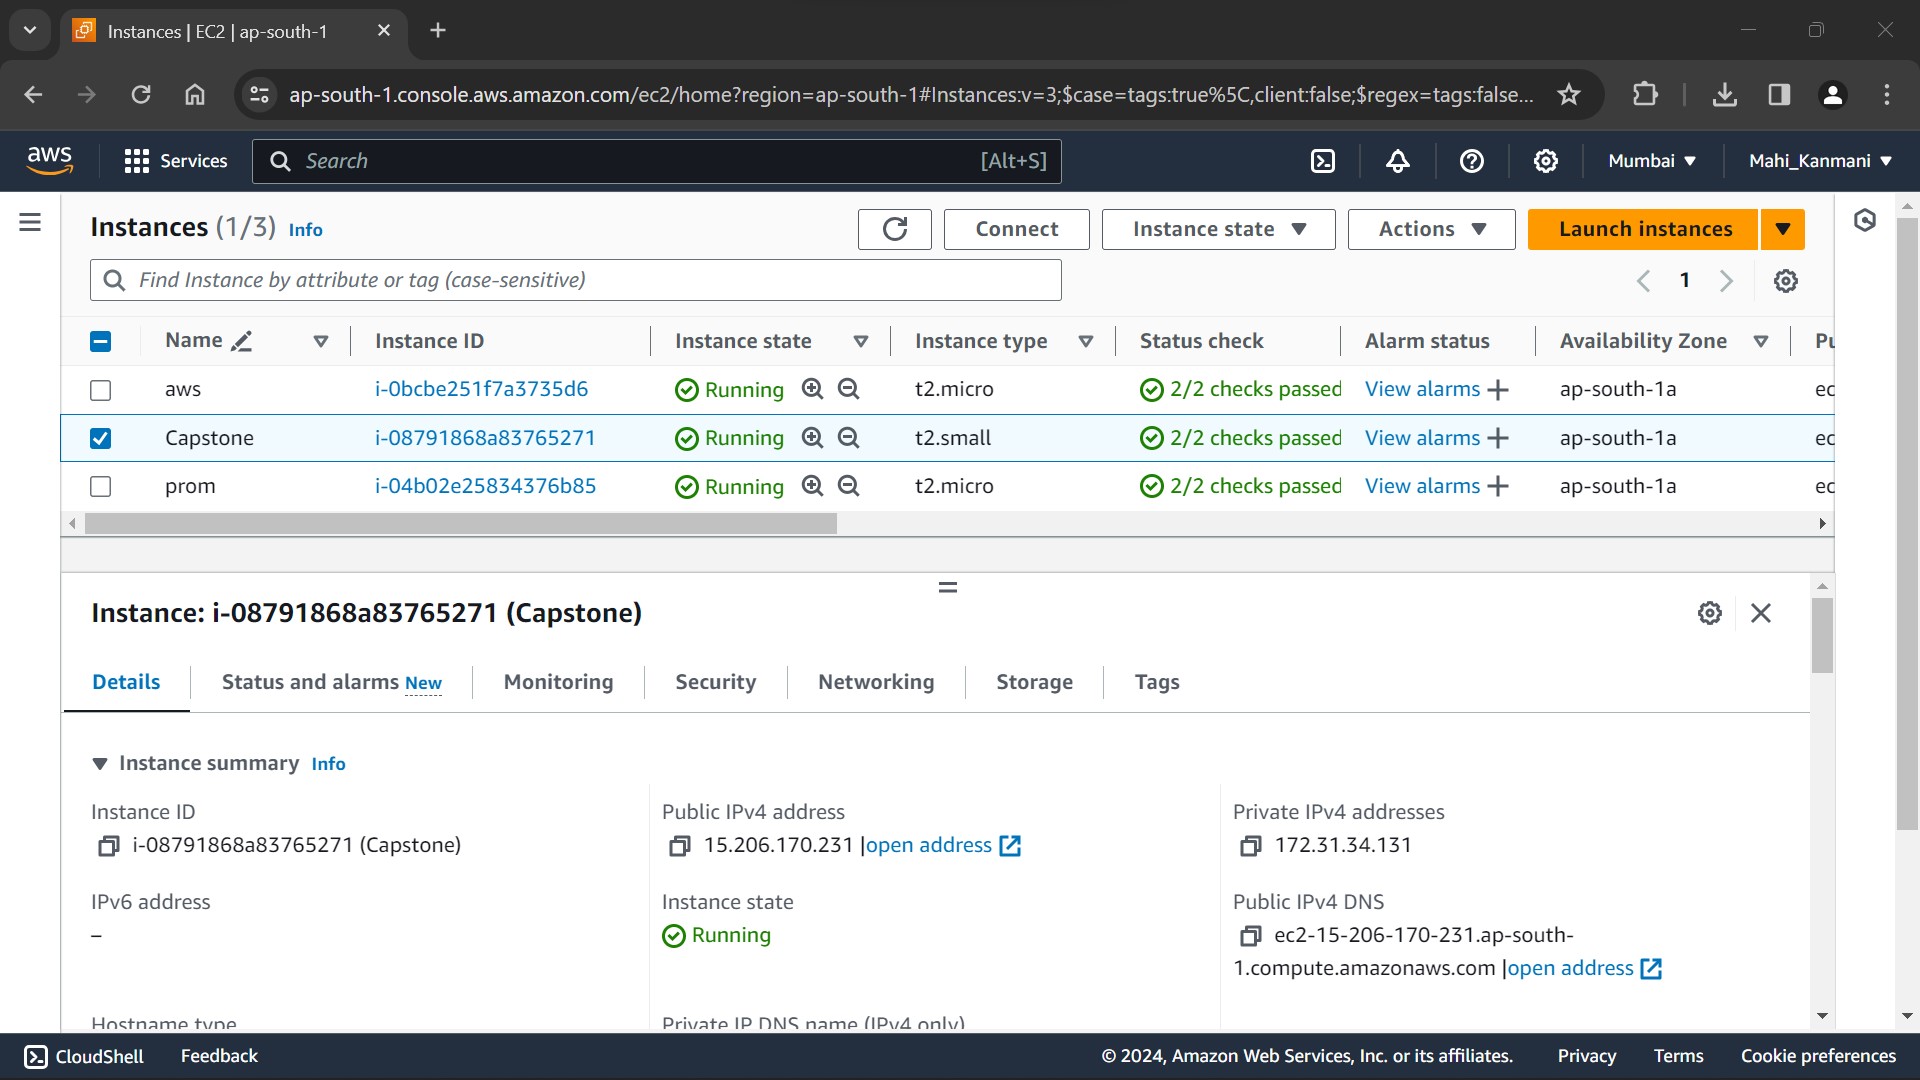 Instances | EC2 | ap-south-1
ap-south-1.console.aws.amazon.com/ec2/home?region=ap-south-1#Instances:v=3;$case=tags:true%5C,client:false;$regex=tags:false...
aws Services Search [Alt+S] Mumbai Mahi_Kanmani
Instances (1/3) Info Connect Instance state Actions Launch instances
Find Instance by attribute or tag (case-sensitive) 1
Name Instance ID Instance state Instance type Status check Alarm status Availability Zone Pu
aws i-0bcbe251f7a3735d6 Running t2.micro 2/2 checks passed View alarms ap-south-1a ec
Capstone i-08791868a83765271 Running t2.small 2/2 checks passed View alarms ap-south-1a ec
prom i-04b02e25834376b85 Running t2.micro 2/2 checks passed View alarms ap-south-1a ec
Instance: i-08791868a83765271 (Capstone)
Details Status and alarms New Monitoring Security Networking Storage Tags
Instance summary Info
Instance ID Public IPv4 address Private IPv4 addresses
i-08791868a83765271 (Capstone) 15.206.170.231 |open address 172.31.34.131
IPv6 address Instance state Public IPv4 DNS
– Running ec2-15-206-170-231.ap-south-
1.compute.amazonaws.com |open address
Hostname type Private IP DNS name (IPv4 only)
CloudShell Feedback © 2024, Amazon Web Services, Inc. or its affiliates. Privacy Terms Cookie preferences